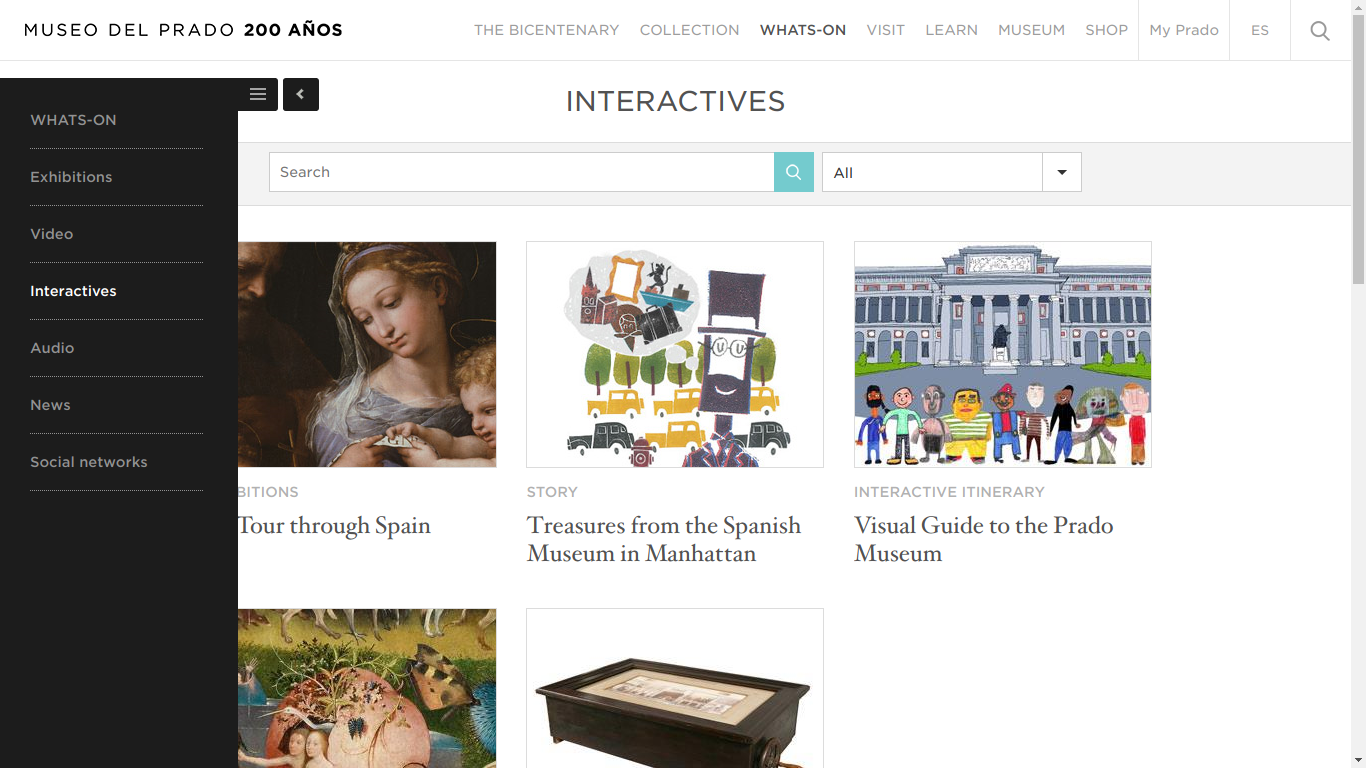 MUSEO DEL PRADO 200 AÑOS
THE BICENTENARY COLLECTION WHATS-ON VISIT LEARN MUSEUM SHOP My Prado ES
WHATS-ON
Exhibitions
Video
Interactives
Audio
News
Social networks
INTERACTIVES
Search
All
BITIONS
Tour through Spain
STORY
Treasures from the Spanish
Museum in Manhattan
INTERACTIVE ITINERARY
Visual Guide to the Prado
Museum